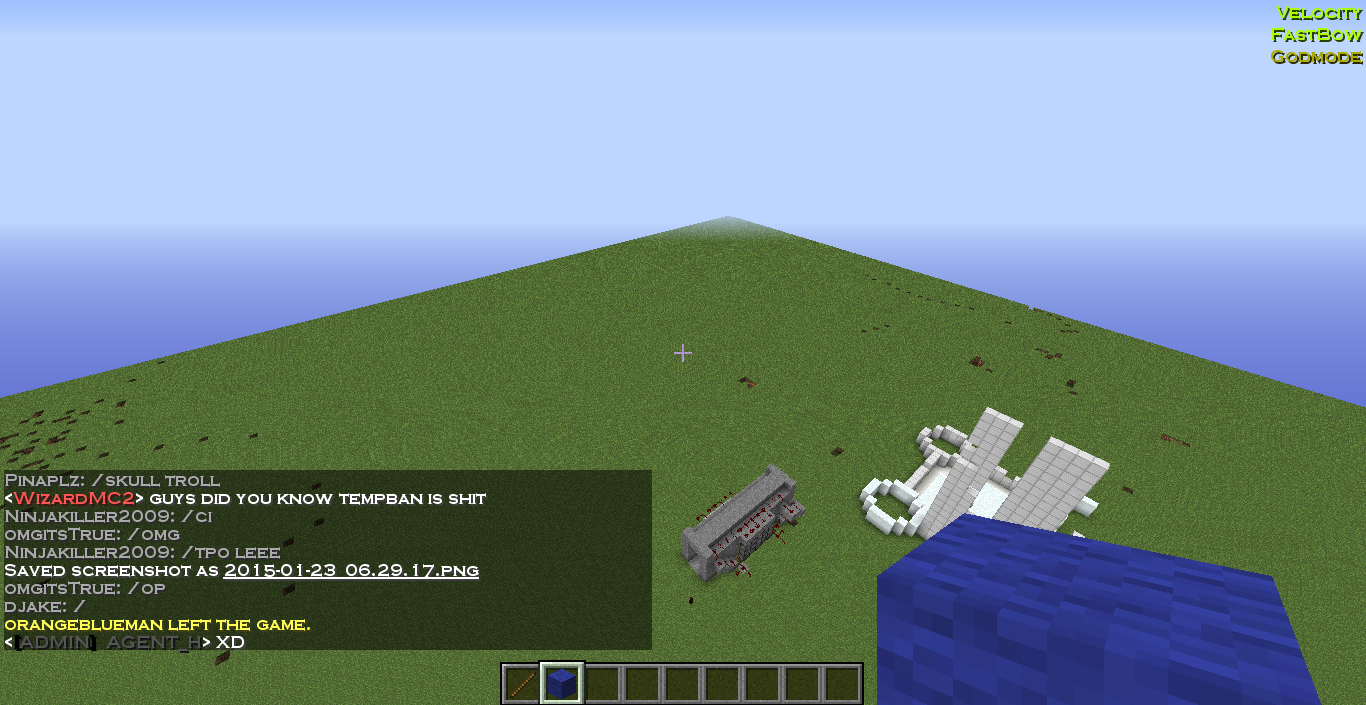 Velocity
FastBow
Godmode
Pinaplz: /skull troll
<WizardMC2> guys did you know tempban is shit
Ninjakiller2009: /ci
omgitsTrue: /omg
Ninjakiller2009: /tpo leee
Saved screenshot as 2015-01-23_06.29.17.png
omgitsTrue: /op
djake: /
orangeblueman left the game.
<[Admin] Agent_H> XD